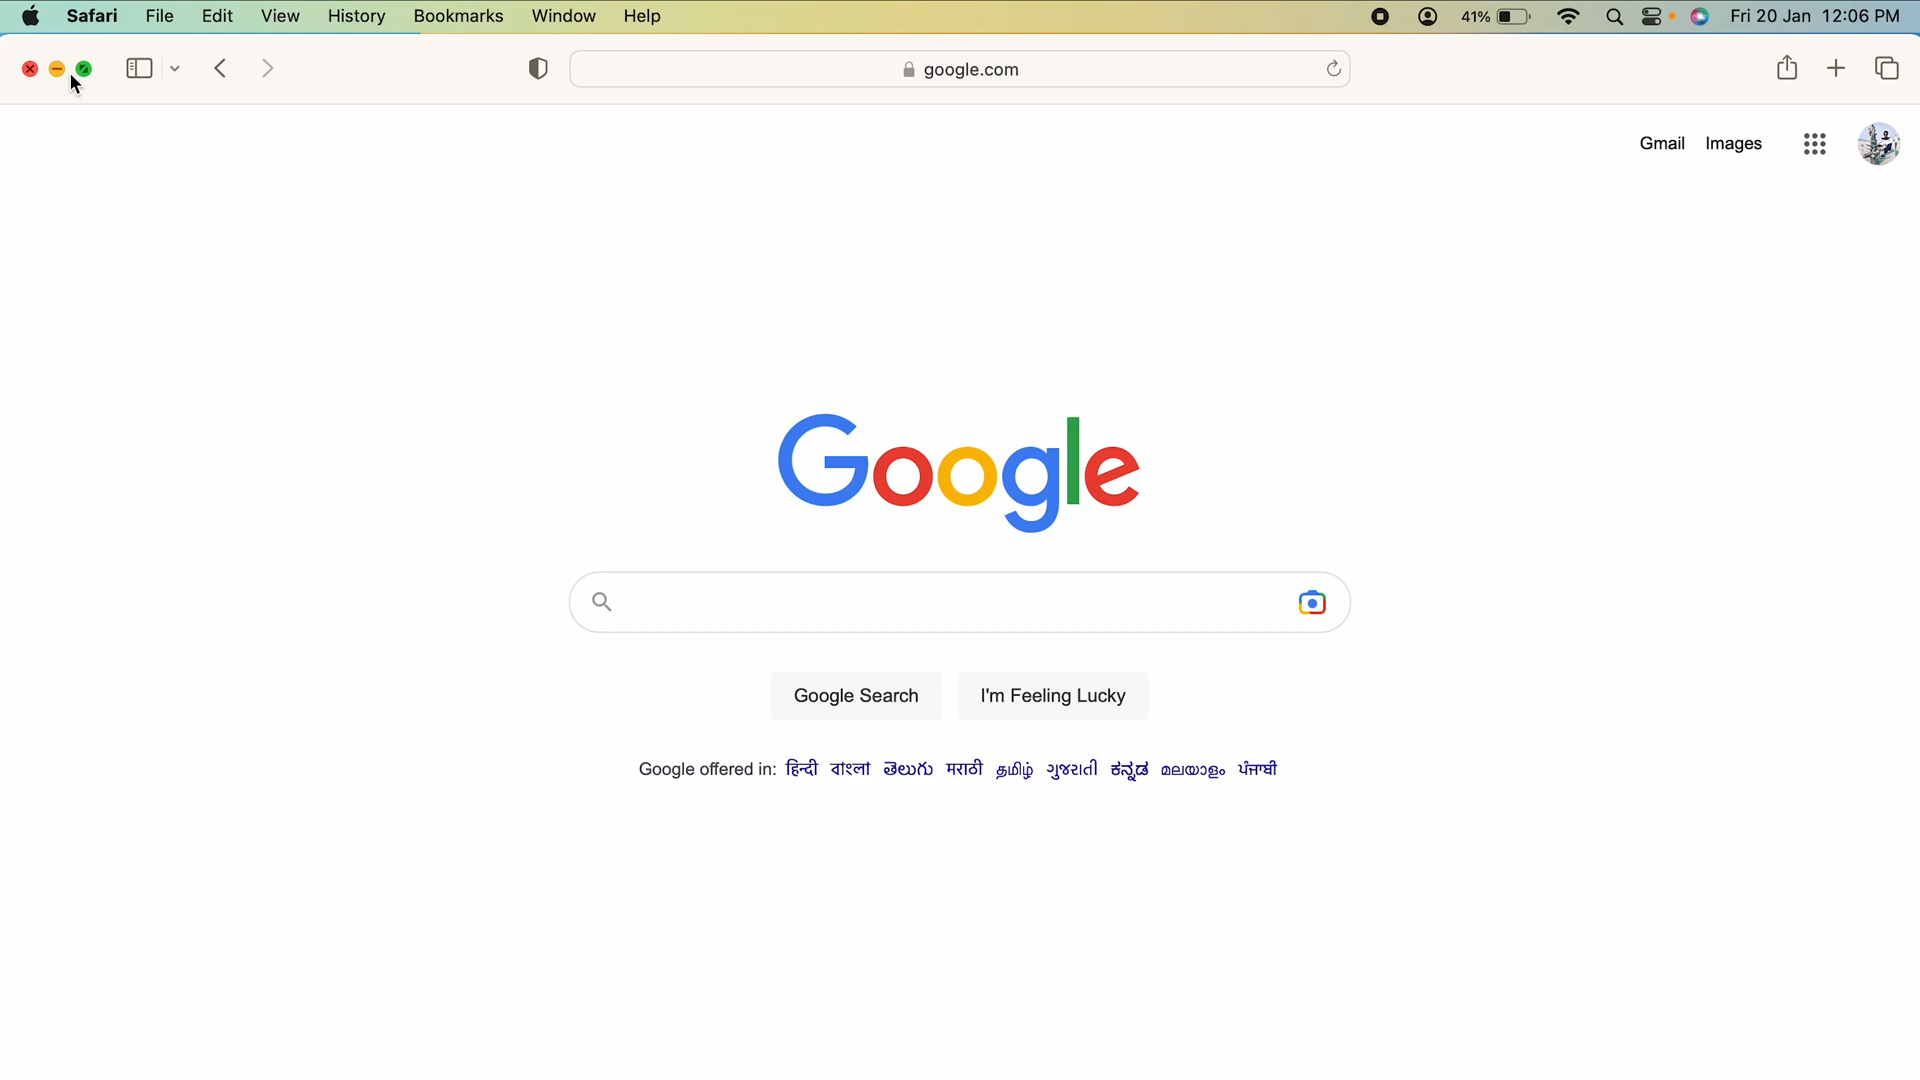 Safari File Edit View History Bookmarks Window Help 41% Fri 20 Jan 12:06 PM
google.com
Gmail Images
Google
Google Search I'm Feeling Lucky
Google offered in: हिन्दी বাংলা తెలుగు मराठी தமிழ் ગુજરાતી ಕನ್ನಡ മലയാളം ਪੰਜਾਬੀ